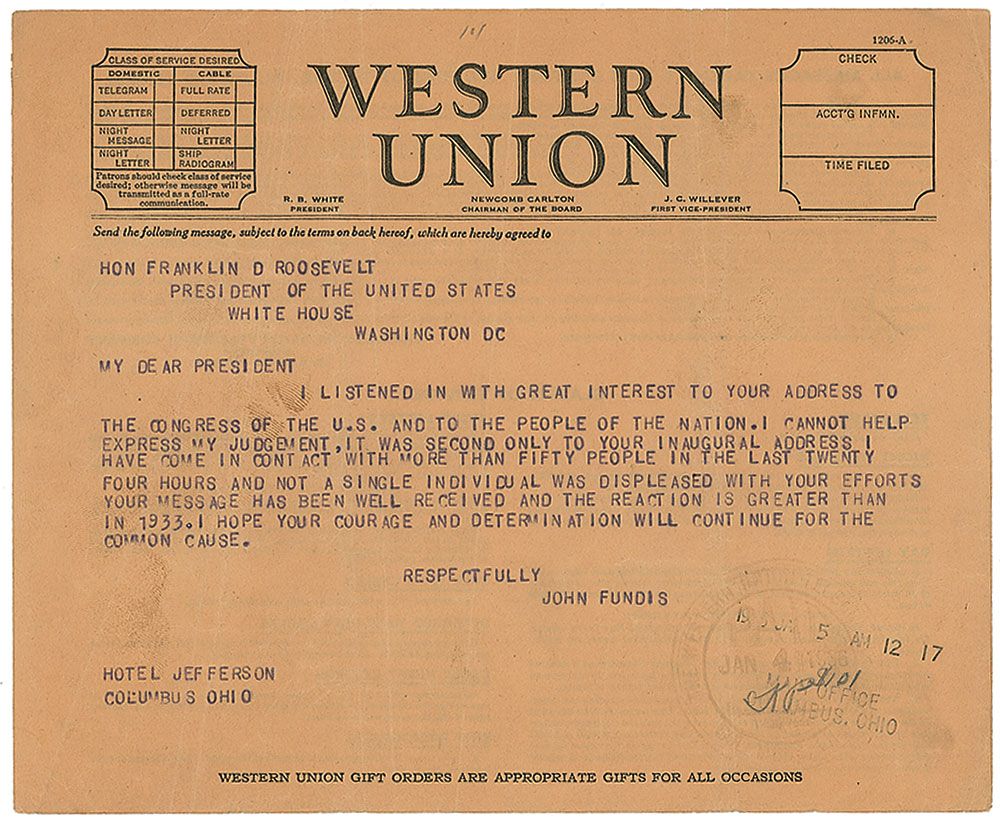 1206-A
CLASS OF SERVICE DESIRED
DOMESTIC CABLE
TELEGRAM FULL RATE
DAY LETTER DEFERRED
NIGHT MESSAGE NIGHT LETTER
NIGHT LETTER SHIP RADIOGRAM
Patrons should check class of service
desired; otherwise message will be
transmitted as a full-rate
communication.
WESTERN
UNION
R. B. WHITE
PRESIDENT
NEWCOMB CARLTON
CHAIRMAN OF THE BOARD
J. C. WILLEVER
FIRST VICE-PRESIDENT
CHECK
ACCT'G INFMN.
TIME FILED
Send the following message, subject to the terms on back hereof, which are hereby agreed to
HON FRANKLIN D ROOSEVELT
PRESIDENT OF THE UNITED STATES
WHITE HOUSE
WASHINGTON DC
MY DEAR PRESIDENT
I LISTENED IN WITH GREAT INTEREST TO YOUR ADDRESS TO
THE CONGRESS OF THE U.S. AND TO THE PEOPLE OF THE NATION.I CANNOT HELP
EXPRESS MY JUDGEMENT,IT WAS SECOND ONLY TO YOUR INAUGURAL ADDRESS I
HAVE COME IN CONTACT WITH MORE THAN FIFTY PEOPLE IN THE LAST TWENTY
FOUR HOURS AND NOT A SINGLE INDIVIDUAL WAS DISPLEASED WITH YOUR EFFORTS
YOUR MESSAGE HAS BEEN WELL RECEIVED AND THE REACTION IS GREATER THAN
IN 1933.I HOPE YOUR COURAGE AND DETERMINATION WILL CONTINUE FOR THE
COMMON CAUSE.
RESPECTFULLY
JOHN FUNDIS
HOTEL JEFFERSON
COLUMBUS OHIO
5 AM 12 17
JAN 4
MAIN OFFICE
COLUMBUS, OHIO
WESTERN UNION GIFT ORDERS ARE APPROPRIATE GIFTS FOR ALL OCCASIONS